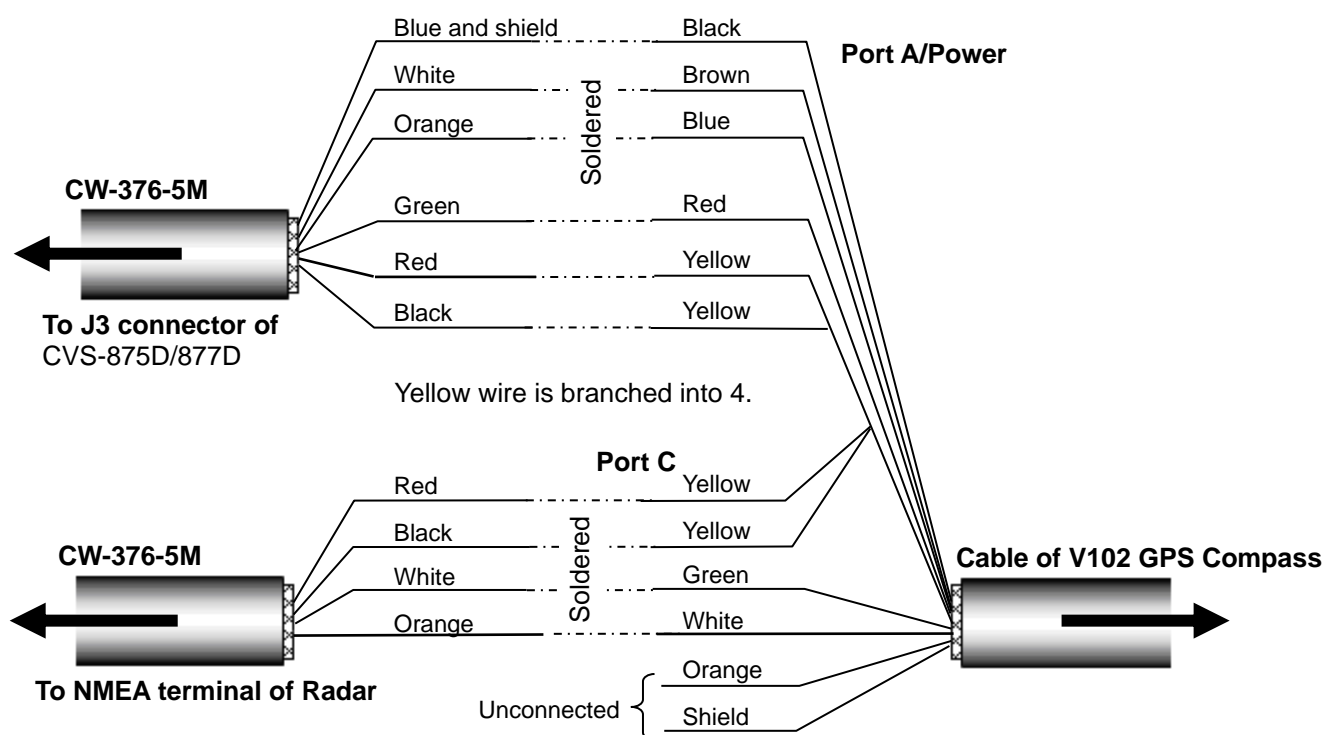 Blue and shield Black
Port A/Power
White Brown
Orange Blue
Soldered
CW-376-5M
Green Red
Red Yellow
To J3 connector of
Black Yellow
CVS-875D/877D
Yellow wire is branched into 4.
Port C
Red Yellow
Black Yellow
CW-376-5M
Cable of V102 GPS Compass
White Green
Soldered
Orange White
To NMEA terminal of Radar
Orange
Unconnected
Shield